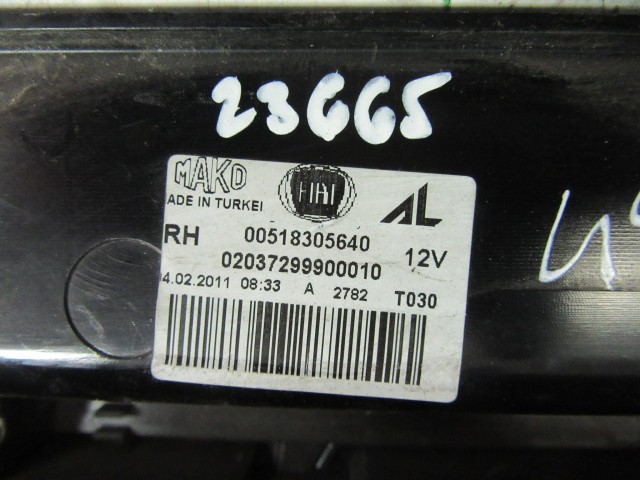 23665
MAKO
FIAT
AL
ADE IN TURKEI
RH 00518305640
02037299900010 12V
4.02.2011 08:33 A 2782 T030